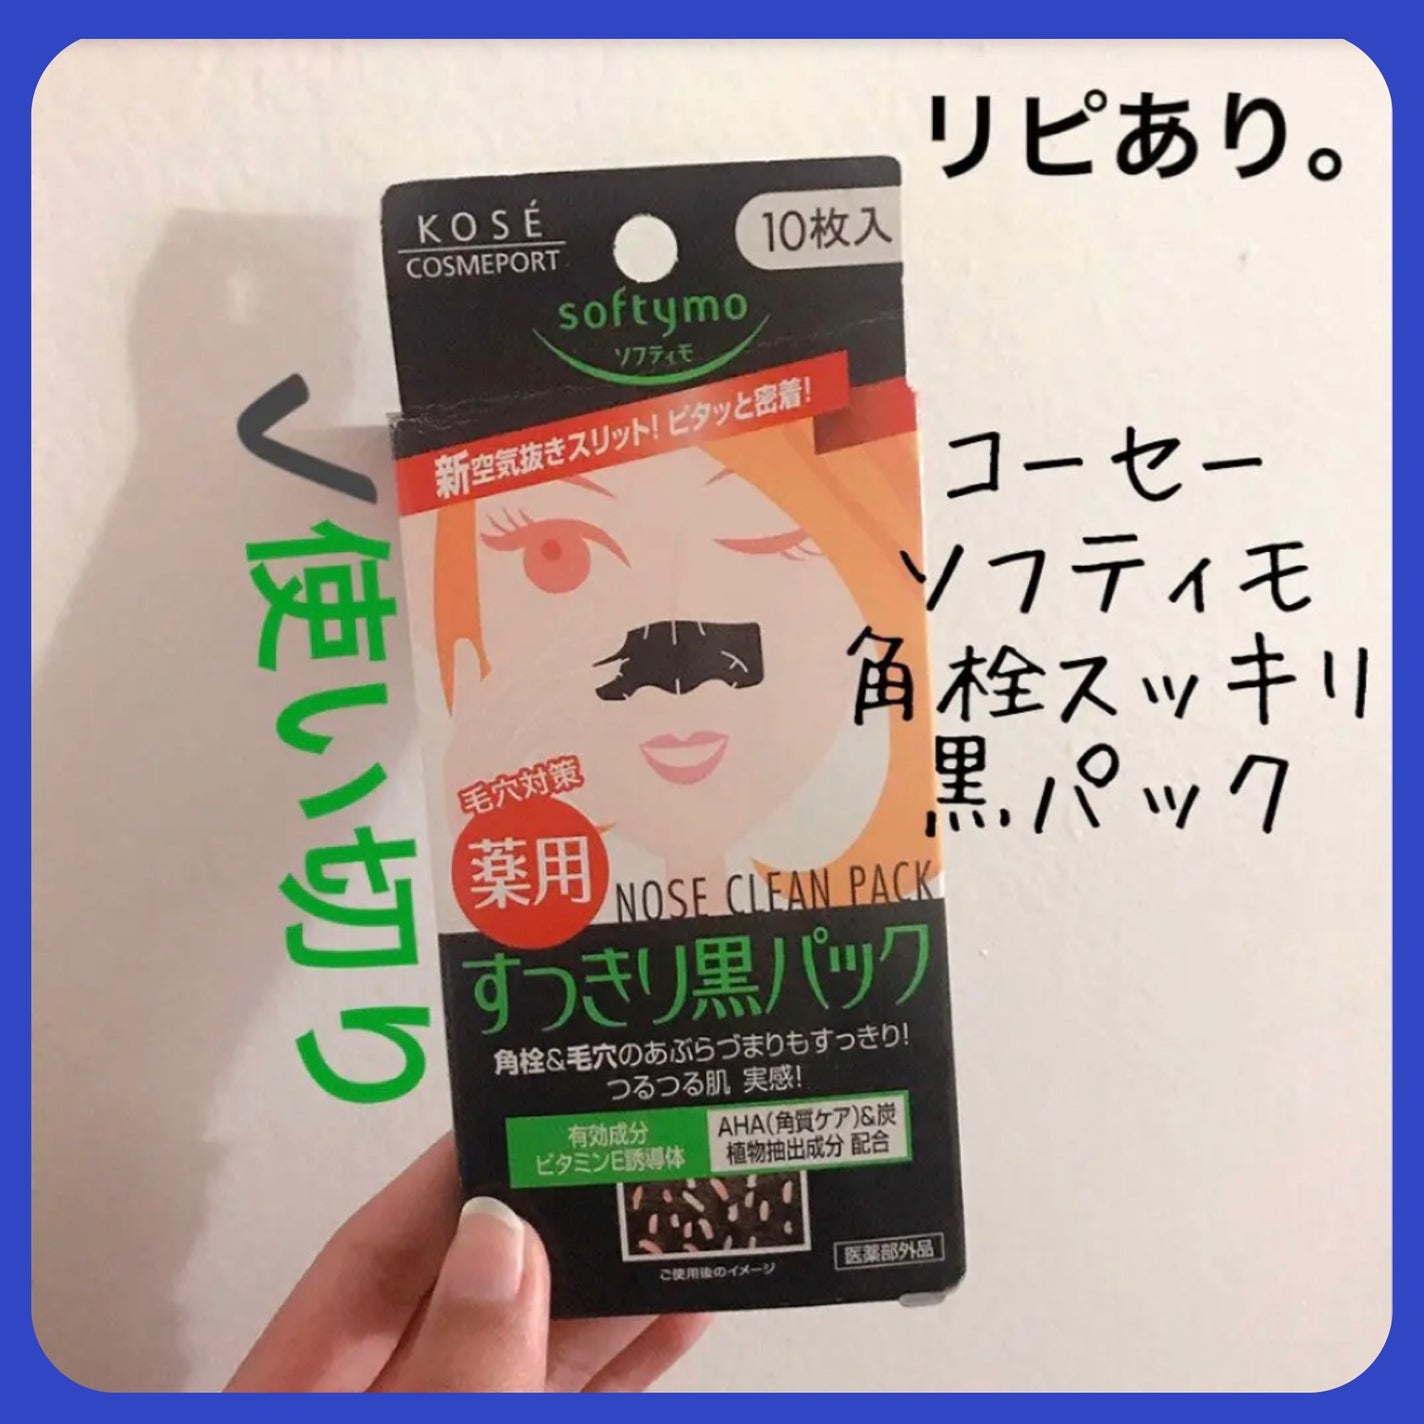 リピあり。
KOSÉ
COSMEPORT
10枚入
softymo
ソフティモ
新空気抜きスリット!ピタッと密着!
✓使い切り
コーセー
ソフティモ
角栓スッキリ
黒パック
毛穴対策
薬用
NOSE CLEAN PACK
すっきり黒パック
角栓&毛穴のあぶらづまりもすっきり!
つるつる肌 実感!
有効成分
ビタミンE誘導体
AHA(角質ケア)&炭
植物抽出成分 配合
ご使用後のイメージ
医薬部外品